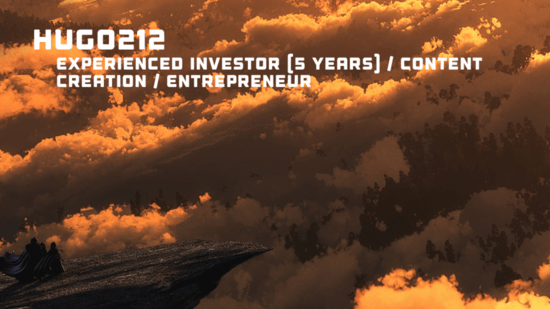 HUGO212
EXPERIENCED INVESTOR [5 YEARS] / CONTENT
CREATION / ENTREPRENEUR